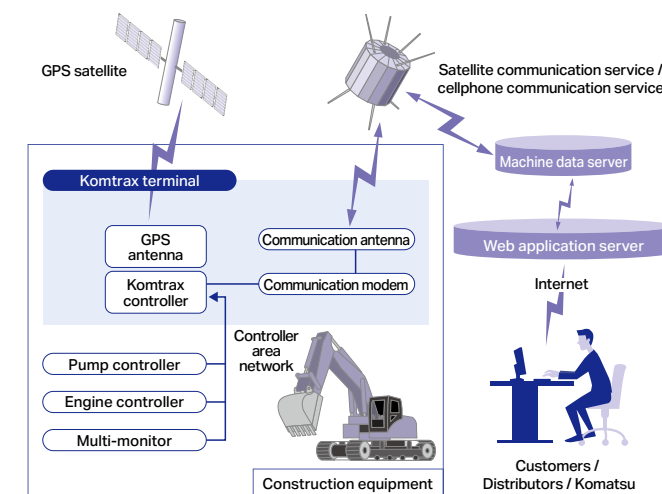 GPS satellite
Satellite communication service /
cellphone communication service
Machine data server
Komtrax terminal
GPS
antenna
Communication antenna
Web application server
Komtrax
controller
Communication modem
Internet
Controller
area
network
Pump controller
Engine controller
Multi-monitor
Construction equipment
Customers /
Distributors / Komatsu